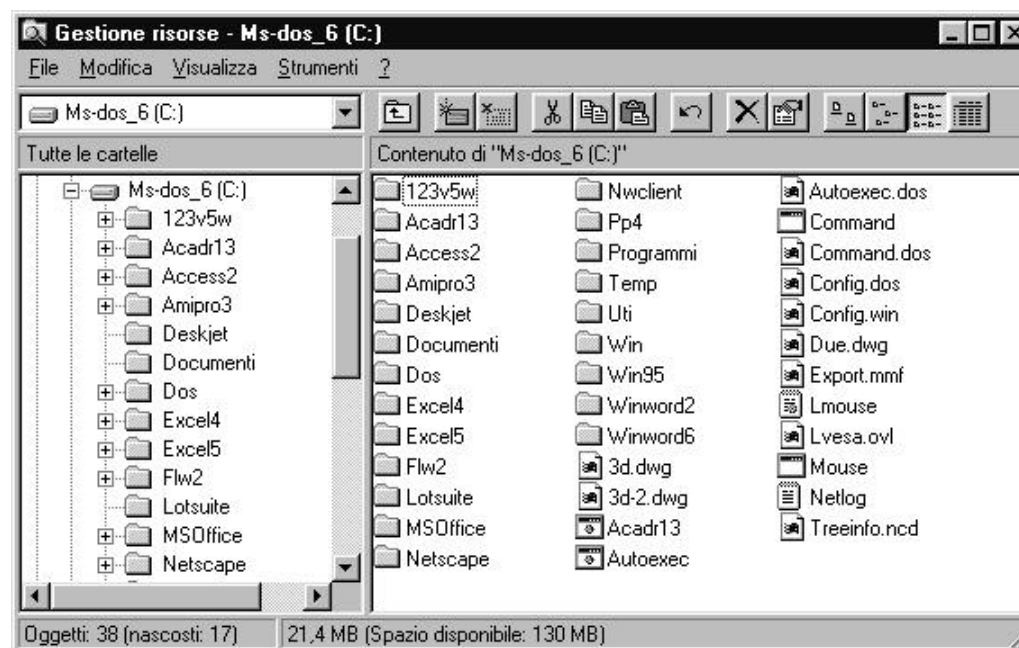 Gestione risorse - Ms-dos_6 (C:)
File Modifica Visualizza Strumenti ?
Ms-dos_6 (C:)
Tutte le cartelle
Contenuto di "Ms-dos_6 (C:)"
Ms-dos_6 (C:)
123v5w
Acadr13
Access2
Amipro3
Deskjet
Documenti
Dos
Excel4
Excel5
Flw2
Lotsuite
MSOffice
Netscape
123v5w
Acadr13
Access2
Amipro3
Deskjet
Documenti
Dos
Excel4
Excel5
Flw2
Lotsuite
MSOffice
Netscape
Nwclient
Pp4
Programmi
Temp
Uti
Win
Win95
Winword2
Winword6
3d.dwg
3d-2.dwg
Acadr13
Autoexec
Autoexec.dos
Command
Command.dos
Config.dos
Config.win
Due.dwg
Export.mmf
Lmouse
Lvesa.ovl
Mouse
Netlog
Treeinfo.ncd
Oggetti: 38 (nascosti: 17)
21,4 MB (Spazio disponibile: 130 MB)